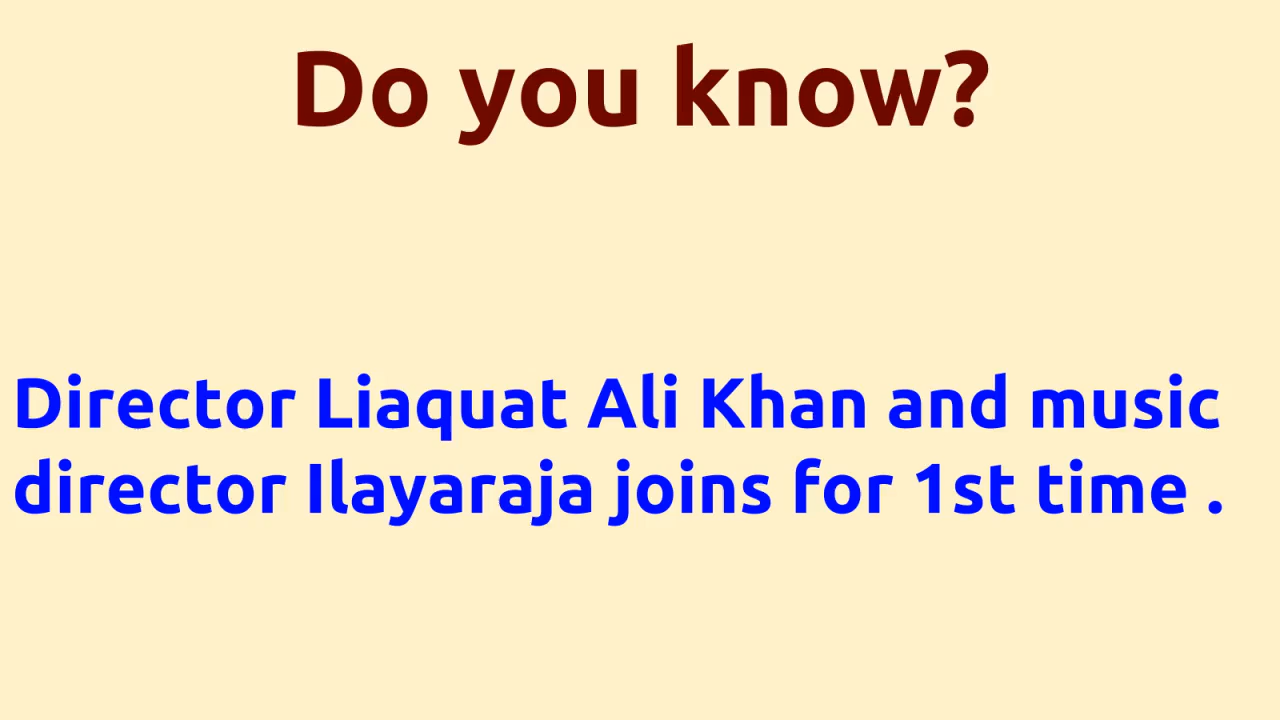 Do you know?
Director Liaquat Ali Khan and music
director Ilayaraja joins for 1st time .